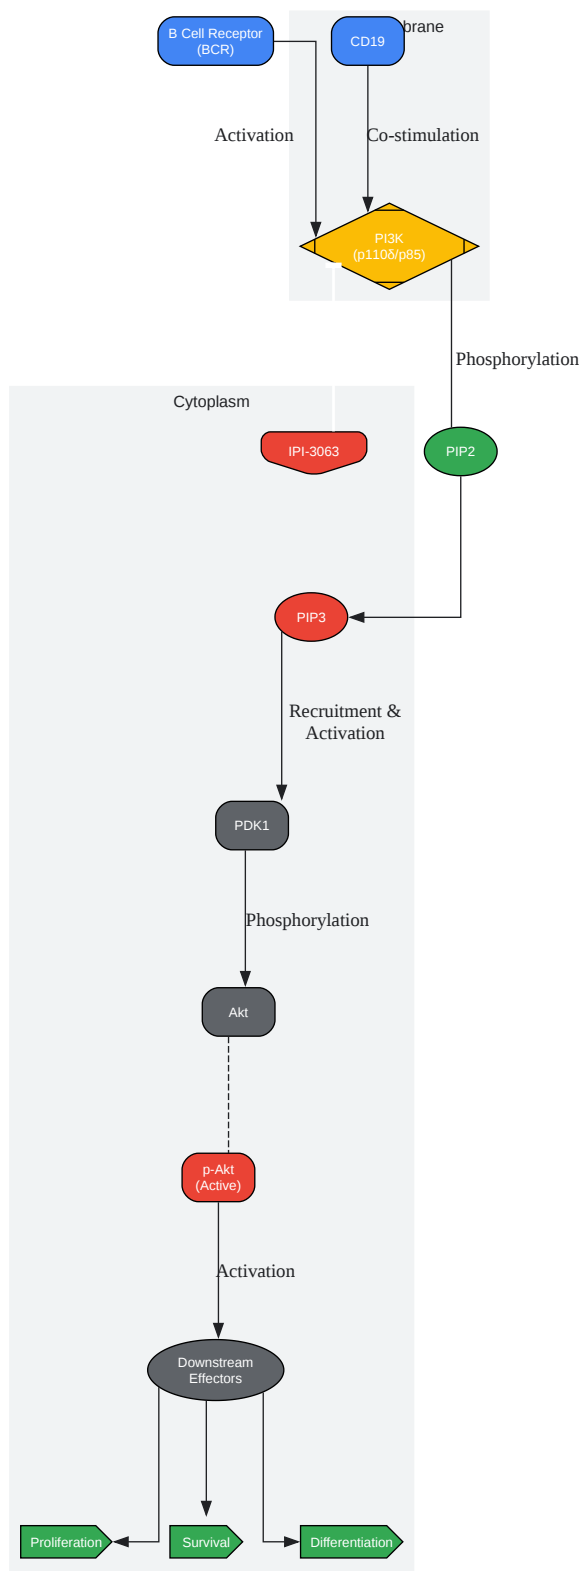 B Cell Receptor
(BCR)
CD19
brane
Activation
Co-stimulation
PI3K
(p110δ/p85)
Phosphorylation
Cytoplasm
IPI-3063
PIP2
PIP3
Recruitment &
Activation
PDK1
Phosphorylation
Akt
p-Akt
(Active)
Activation
Downstream
Effectors
Proliferation
Survival
Differentiation